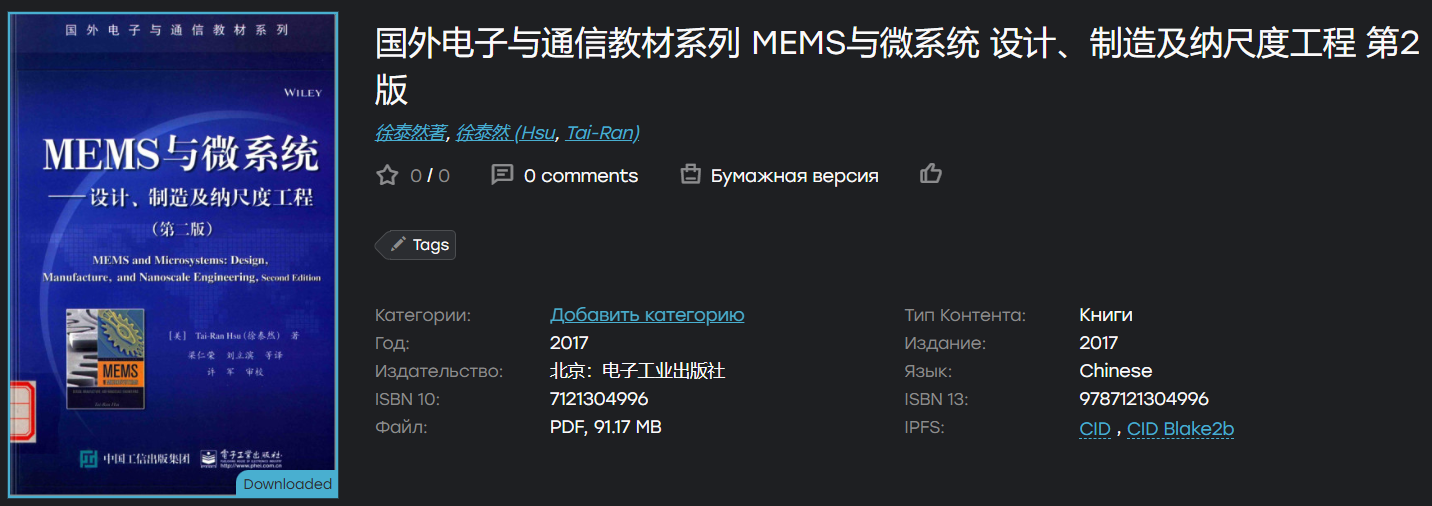 国外电子与通信教材系列
WILEY
MEMS与微系统
——设计、制造及纳尺度工程
(第二版)
MEMS and Microsystems: Design,
Manufacture, and Nanoscale Engineering, Second Edition
[美] Tai-Ran Hsu (徐泰然) 著
梁仁荣 刘立滨 等译
许军 审校
MEMS
中国工信出版集团
电子工业出版社
http://www.phei.com.cn
Downloaded
国外电子与通信教材系列 MEMS与微系统 设计、制造及纳尺度工程 第2
版
徐泰然著, 徐泰然 (Hsu, Tai-Ran)
0 / 0
0 comments
Бумажная версия
Tags
Категории: Добавить категорию
Тип Контента: Книги
Год: 2017
Издание: 2017
Издательство: 北京：电子工业出版社
Язык: Chinese
ISBN 10: 7121304996
ISBN 13: 9787121304996
Файл: PDF, 91.17 MB
IPFS: CID , CID Blake2b